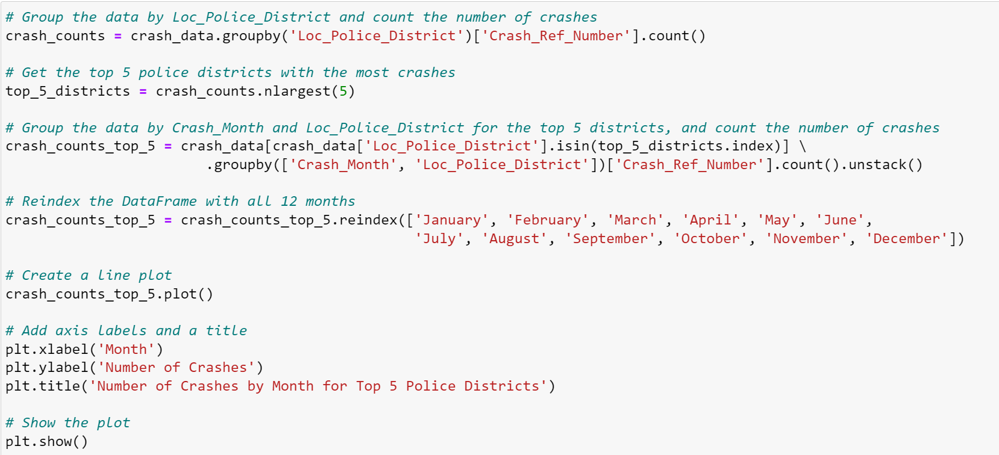 # Group the data by Loc_Police_District and count the number of crashes
crash_counts = crash_data.groupby('Loc_Police_District')['Crash_Ref_Number'].count()
# Get the top 5 police districts with the most crashes
top_5_districts = crash_counts.nlargest(5)
# Group the data by Crash_Month and Loc_Police_District for the top 5 districts, and count the number of crashes
crash_counts_top_5 = crash_data[crash_data['Loc_Police_District'].isin(top_5_districts.index)] \
.groupby(['Crash_Month', 'Loc_Police_District'])['Crash_Ref_Number'].count().unstack()
# Reindex the DataFrame with all 12 months
crash_counts_top_5 = crash_counts_top_5.reindex(['January', 'February', 'March', 'April', 'May', 'June',
'July', 'August', 'September', 'October', 'November', 'December'])
# Create a line plot
crash_counts_top_5.plot()
# Add axis labels and a title
plt.xlabel('Month')
plt.ylabel('Number of Crashes')
plt.title('Number of Crashes by Month for Top 5 Police Districts')
# Show the plot
plt.show()